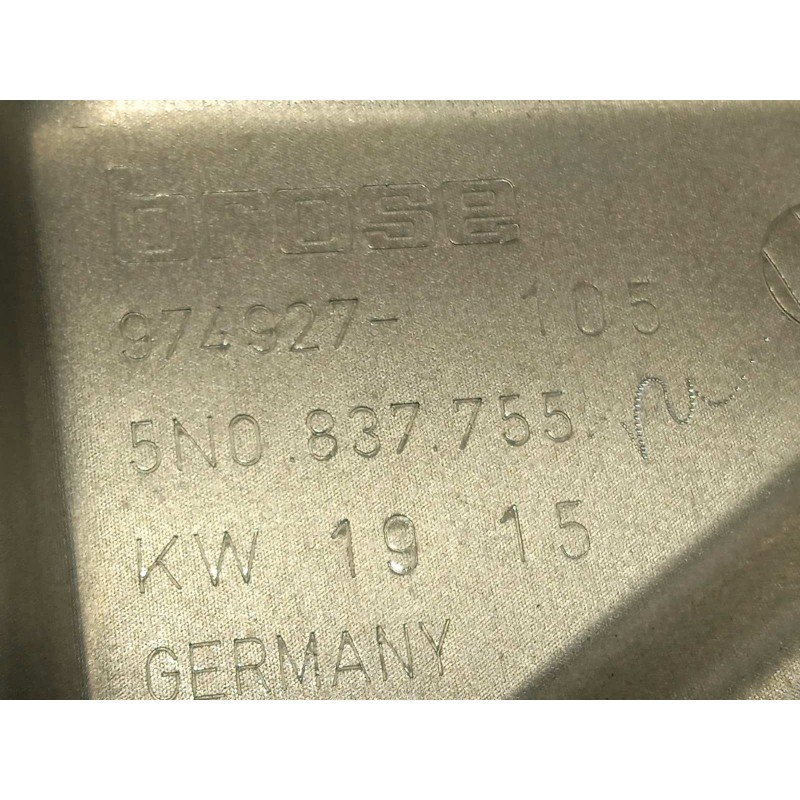 brose
974927- 105
5N0.837.755.
KW 19 15
GERMANY